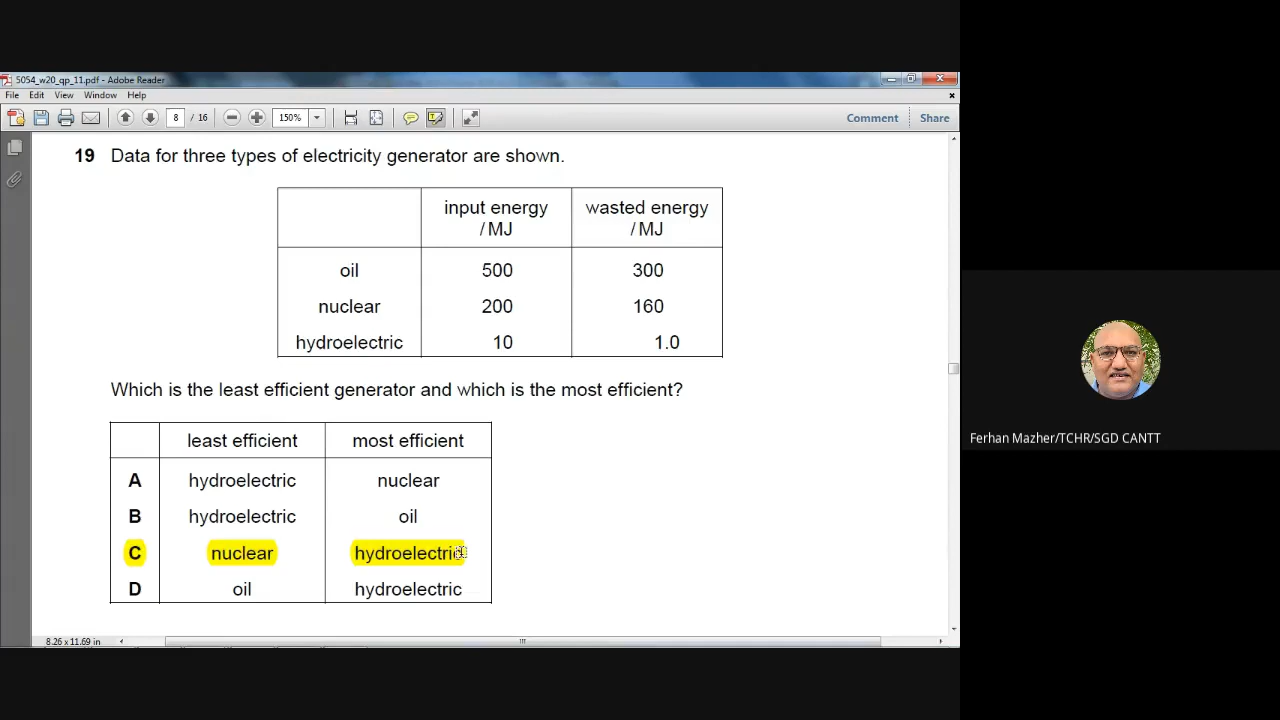 5054_w20_qp_11.pdf - Adobe Reader
File Edit View Window Help
8 / 16 150% Comment Share
19 Data for three types of electricity generator are shown.
input energy wasted energy
/ MJ / MJ
oil 500 300
nuclear 200 160
hydroelectric 10 1.0
Which is the least efficient generator and which is the most efficient?
least efficient most efficient
A hydroelectric nuclear
B hydroelectric oil
C nuclear hydroelectric
D oil hydroelectric
8.26 x 11.69 in
Ferhan Mazher/TCHR/SGD CANTT